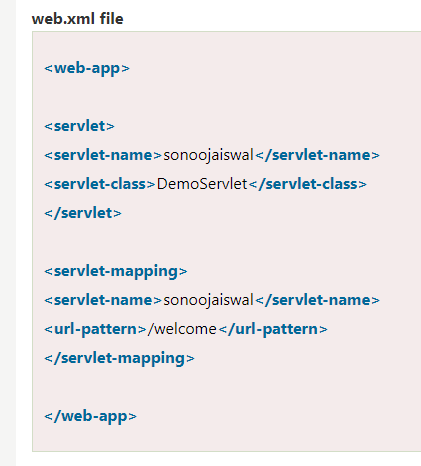 web.xml file
<web-app>
<servlet>
<servlet-name>sonoojaiswal</servlet-name>
<servlet-class>DemoServlet</servlet-class>
</servlet>
<servlet-mapping>
<servlet-name>sonoojaiswal</servlet-name>
<url-pattern>/welcome</url-pattern>
</servlet-mapping>
</web-app>